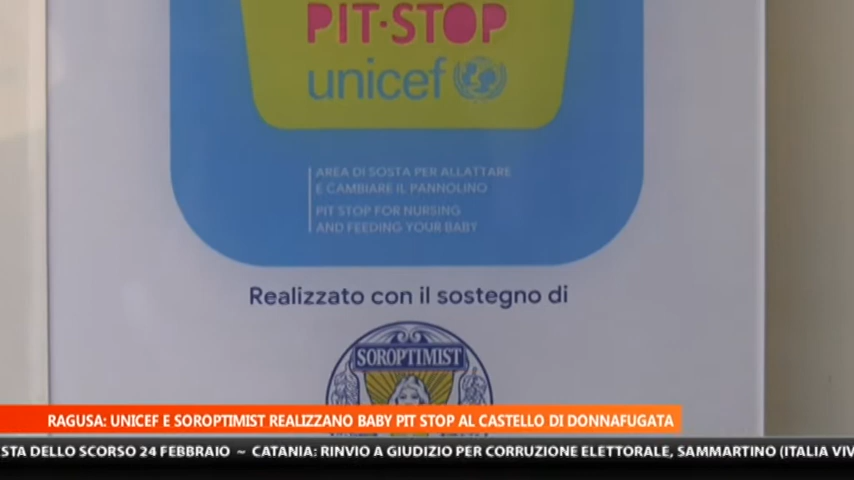 PIT-STOP
unicef
AREA DI SOSTA PER ALLATTARE
E CAMBIARE IL PANNOLINO
PIT STOP FOR NURSING
AND FEEDING YOUR BABY
Realizzato con il sostegno di
SOROPTIMIST
RAGUSA: UNICEF E SOROPTIMIST REALIZZANO BABY PIT STOP AL CASTELLO DI DONNAFUGATA
STA DELLO SCORSO 24 FEBBRAIO ~ CATANIA: RINVIO A GIUDIZIO PER CORRUZIONE ELETTORALE, SAMMARTINO (ITALIA VIV